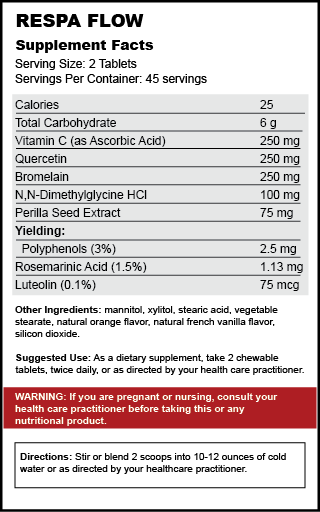 RESPA FLOW
Supplement Facts
Serving Size: 2 Tablets
Servings Per Container: 45 servings
Calories 25
Total Carbohydrate 6 g
Vitamin C (as Ascorbic Acid) 250 mg
Quercetin 250 mg
Bromelain 250 mg
N,N-Dimethylglycine HCl 100 mg
Perilla Seed Extract 75 mg
Yielding:
Polyphenols (3%) 2.5 mg
Rosemarinic Acid (1.5%) 1.13 mg
Luteolin (0.1%) 75 mcg
Other Ingredients: mannitol, xylitol, stearic acid, vegetable
stearate, natural orange flavor, natural french vanilla flavor,
silicon dioxide.
Suggested Use: As a dietary supplement, take 2 chewable
tablets, twice daily, or as directed by your health care practitioner.
WARNING: If you are pregnant or nursing, consult your
health care practitioner before taking this or any
nutritional product.
Directions: Stir or blend 2 scoops into 10-12 ounces of cold
water or as directed by your healthcare practitioner.